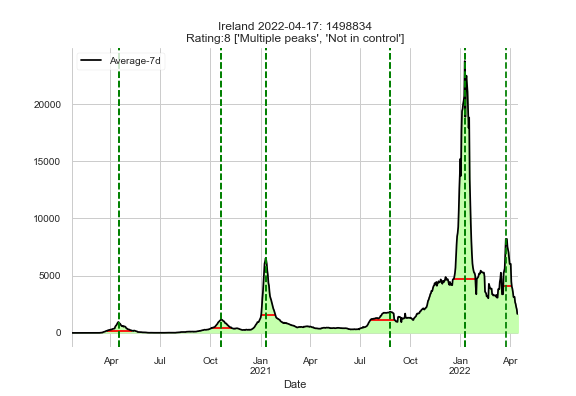 Ireland 2022-04-17: 1498834
Rating:8 ['Multiple peaks', 'Not in control']
Average-7d
20000
15000
10000
5000
0
Apr Jul Oct Jan Apr Jul Oct Jan Apr
2021 2022
Date